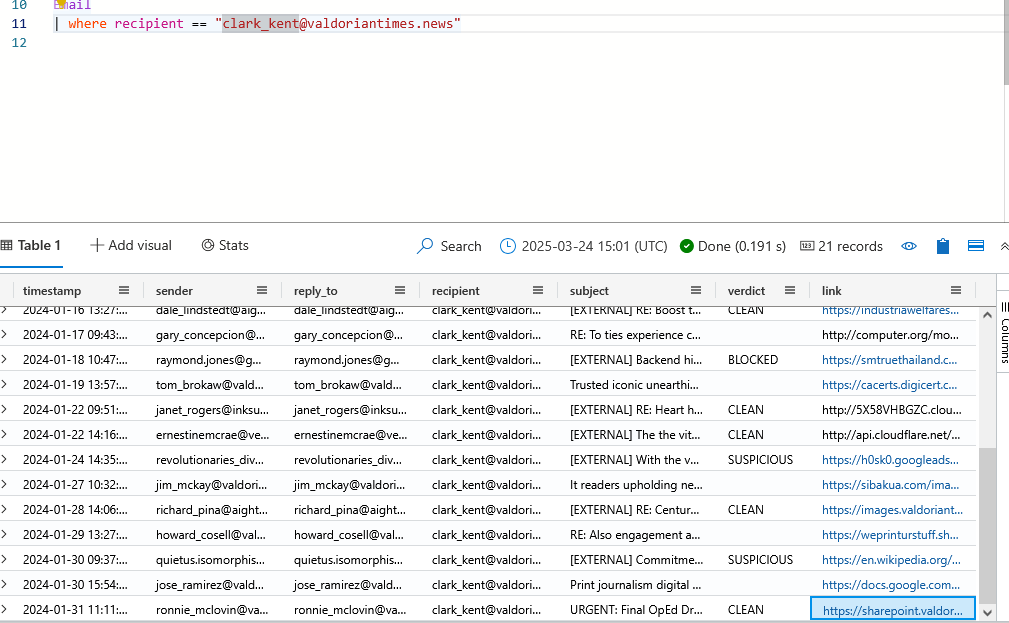 10 Email
11 | where recipient == "clark_kent@valdoriantimes.news"
12
Table 1 Add visual Stats Search 2025-03-24 15:01 (UTC) Done (0.191 s) 21 records
timestamp sender reply_to recipient subject verdict link
2024-01-16 13:27:... dale_lindstedt@aig... dale_lindstedt@aig... clark_kent@valdori... [EXTERNAL] RE: Boost t... CLEAN https://industrialwelfares...
2024-01-17 09:43:... gary_concepcion@... gary_concepcion@... clark_kent@valdori... RE: To ties experience c... http://computer.org/mo...
2024-01-18 10:47:... raymond.jones@g... raymond.jones@g... clark_kent@valdori... [EXTERNAL] Backend hi... BLOCKED https://smtruethailand.c...
2024-01-19 13:57:... tom_brokaw@vald... tom_brokaw@vald... clark_kent@valdori... Trusted iconic unearthi... https://cacerts.digicert.c...
2024-01-22 09:51:... janet_rogers@inksu... janet_rogers@inksu... clark_kent@valdori... [EXTERNAL] RE: Heart h... CLEAN http://5X58VHBGZC.clou...
2024-01-22 14:16:... ernestinemcrae@ve... ernestinemcrae@ve... clark_kent@valdori... [EXTERNAL] The the vit... CLEAN http://api.cloudflare.net/...
2024-01-24 14:35:... revolutionaries_div... revolutionaries_div... clark_kent@valdori... [EXTERNAL] With the v... SUSPICIOUS https://h0sk0.googleads...
2024-01-27 10:32:... jim_mckay@valdori... jim_mckay@valdori... clark_kent@valdori... It readers upholding ne... https://sibakua.com/ima...
2024-01-28 14:06:... richard_pina@aight... richard_pina@aight... clark_kent@valdori... [EXTERNAL] RE: Centur... CLEAN https://images.valdoriant...
2024-01-29 13:27:... howard_cosell@val... howard_cosell@val... clark_kent@valdori... RE: Also engagement a... https://weprinturstuff.sh...
2024-01-30 09:37:... quietus.isomorphis... quietus.isomorphis... clark_kent@valdori... [EXTERNAL] Commitme... SUSPICIOUS https://en.wikipedia.org/...
2024-01-30 15:54:... jose_ramirez@vald... jose_ramirez@vald... clark_kent@valdori... Print journalism digital ... https://docs.google.com...
2024-01-31 11:11:... ronnie_mclovin@va... ronnie_mclovin@va... clark_kent@valdori... URGENT: Final OpEd Dr... CLEAN https://sharepoint.valdor...
Columns